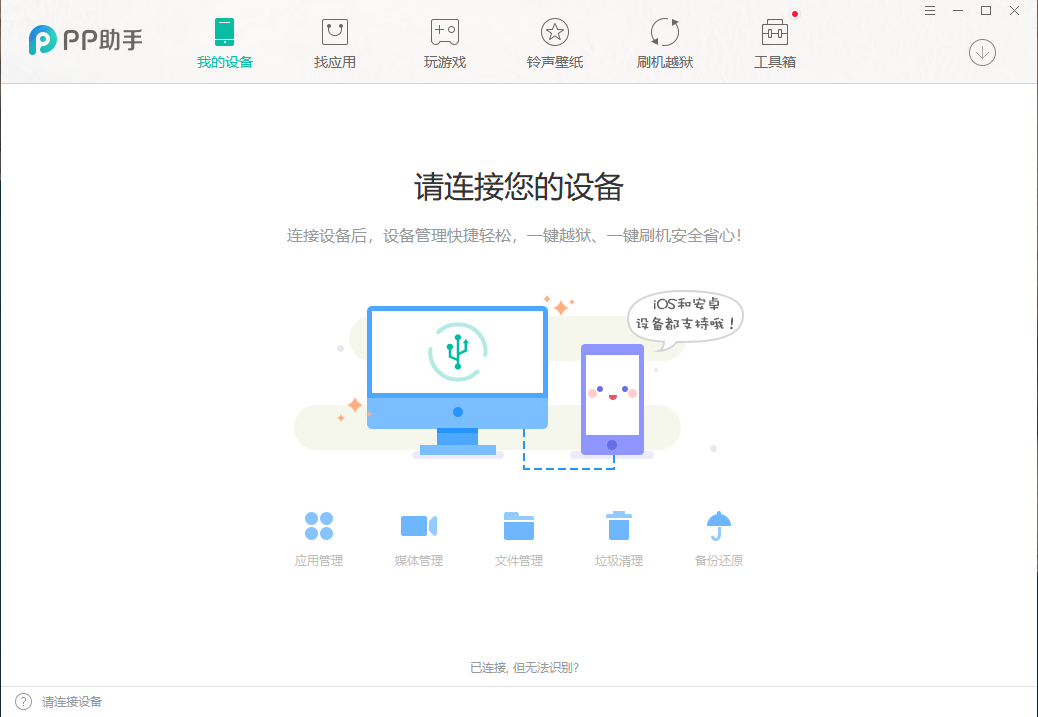 PP助手
我的设备
找应用
玩游戏
铃声壁纸
刷机越狱
工具箱
请连接您的设备
连接设备后，设备管理快捷轻松，一键越狱、一键刷机安全省心！
iOS和安卓
设备都支持哦！
应用管理
媒体管理
文件管理
垃圾清理
备份还原
已连接, 但无法识别?
? 请连接设备